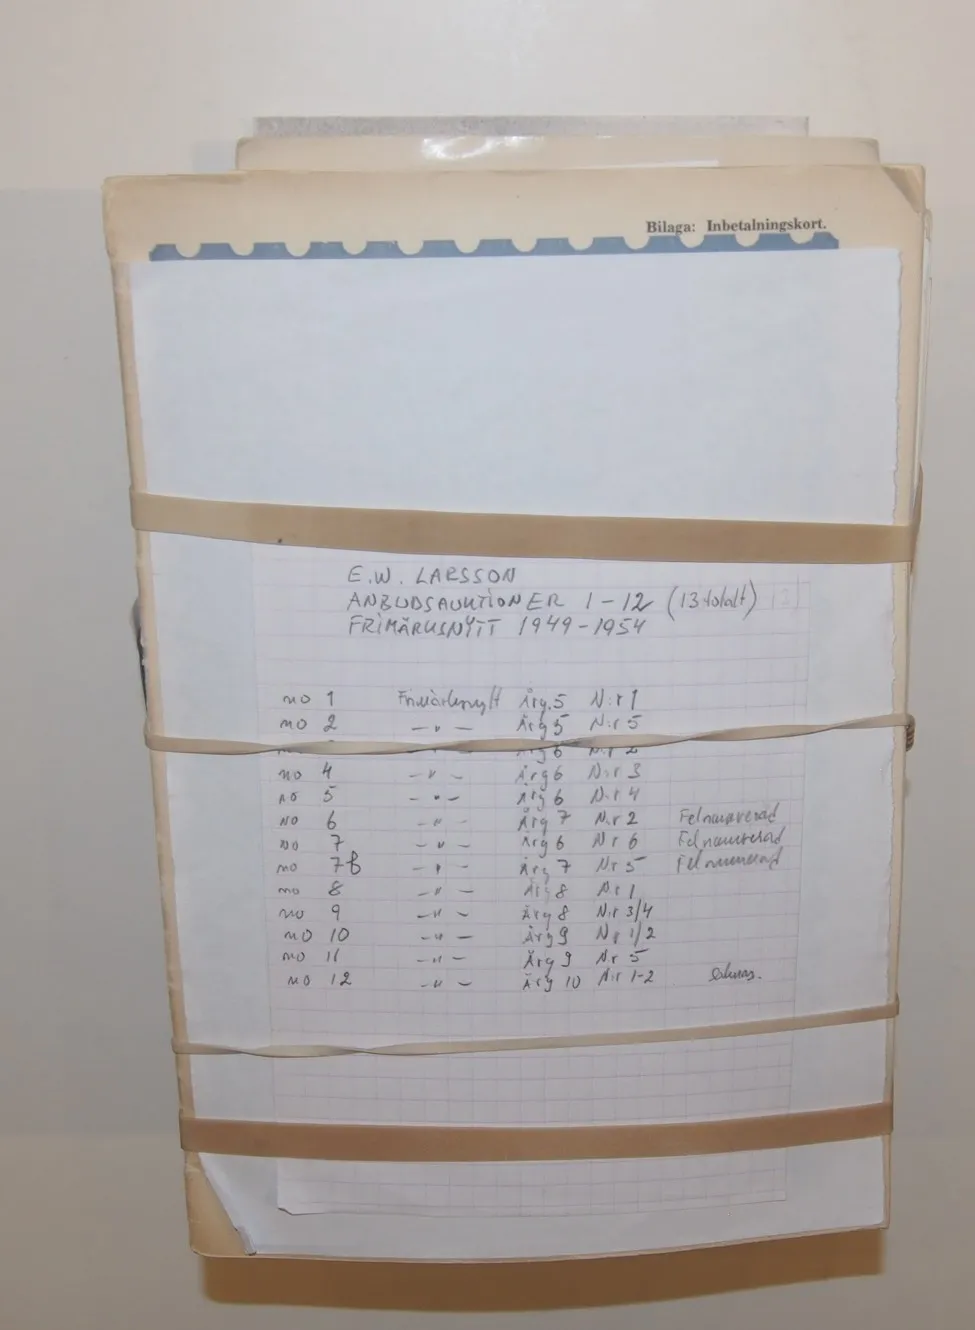 Bilaga: Inbetalningskort.
E.W. LARSSON
ANBUDSAUKTIONER 1-12 (13 totalt)
FRIMÄRKSNYTT 1949-1954
no 1 Frimärksnytt Årg.5 Nr 1
no 2 -"- Årg 5 Nr 5
-"- Årg 6 Nr 2
no 4 -"- Årg 6 Nr 3
no 5 -"- Årg 6 Nr 4
no 6 -"- Årg 7 Nr 2 Felnumrerad
no 7 -"- Årg 6 Nr 6 Felnumrerad
no 7B -"- Årg 7 Nr 5 Felnumrerad
no 8 -"- Årg 8 Nr 1
no 9 -"- Årg 8 Nr 3/4
no 10 -"- Årg 9 Nr 1/2
no 11 -"- Årg 9 Nr 5
no 12 -"- Årg 10 Nr 1-2